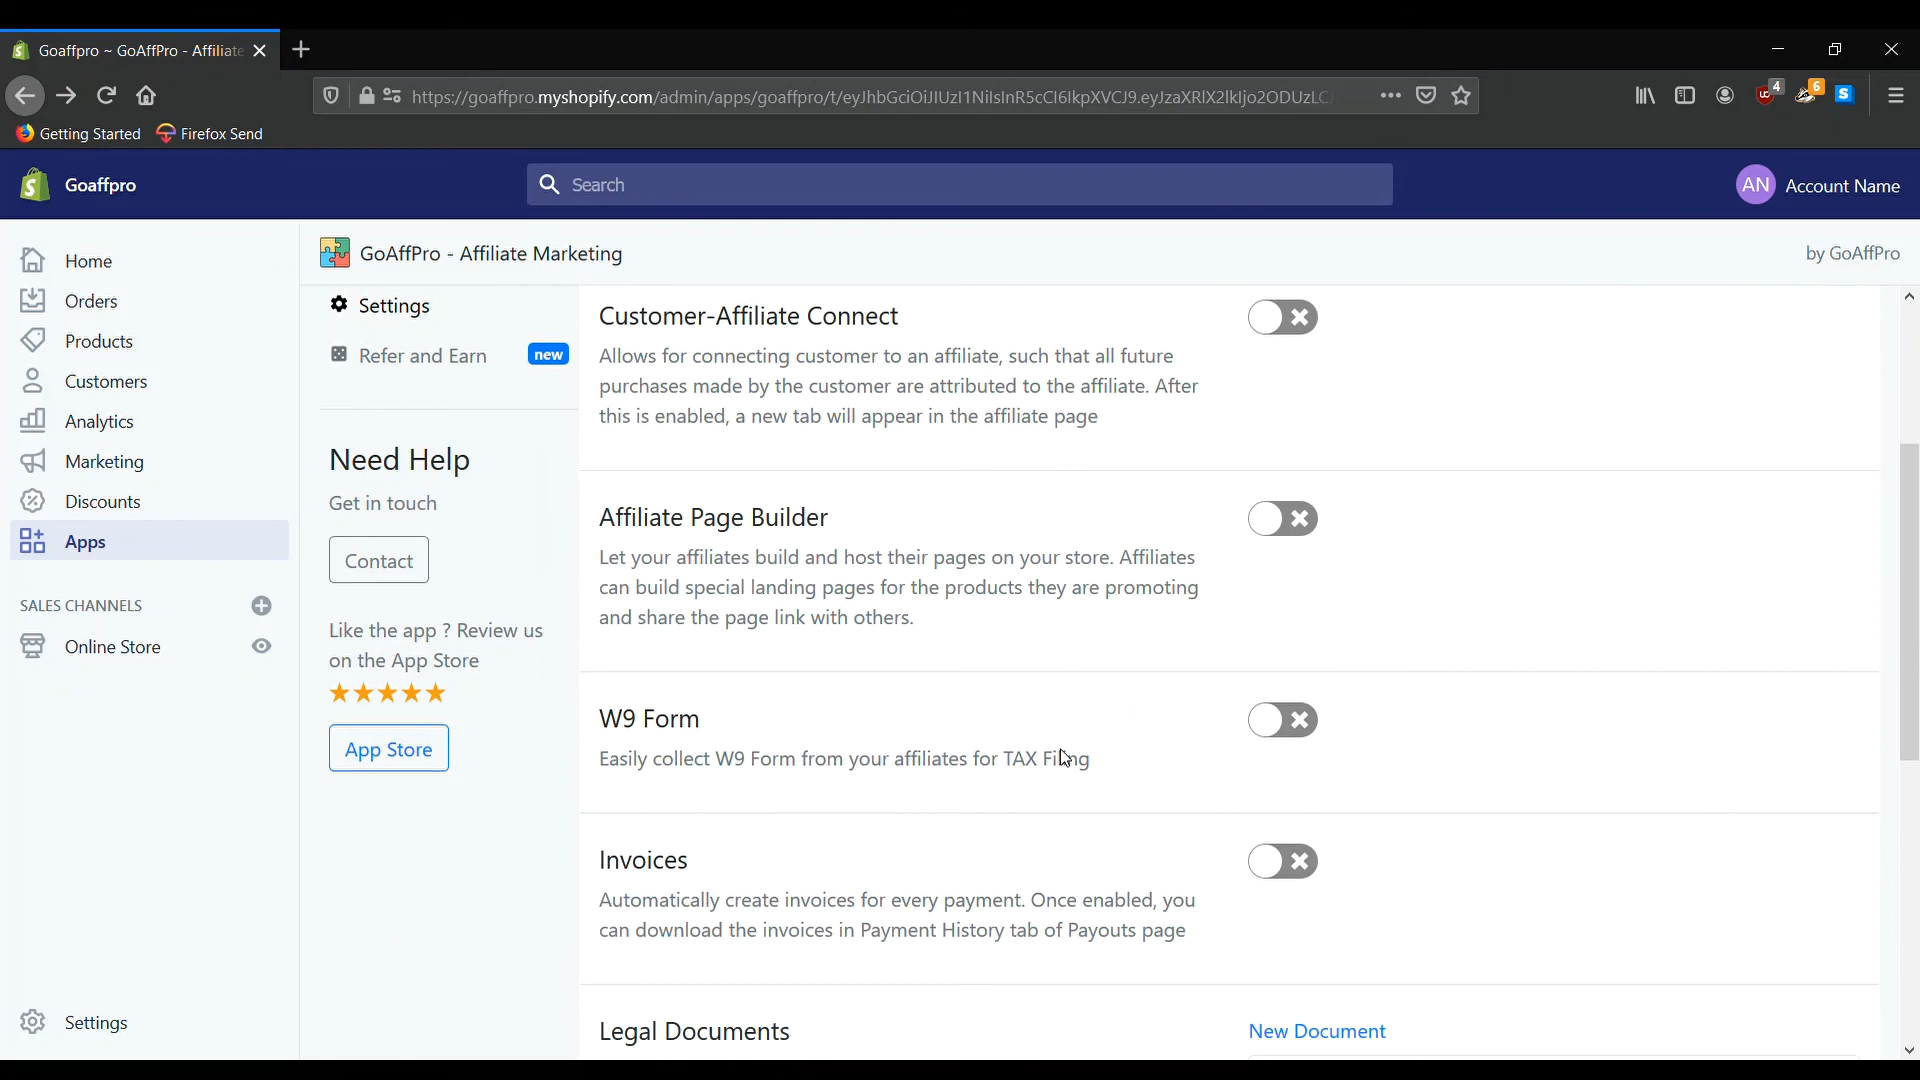 Goaffpro ~ GoAffPro - Affiliate
https://goaffpro.myshopify.com/admin/apps/goaffpro/t/
4
6
S
Getting Started
Firefox Send
Goaffpro
Search
AN
Account Name
Home
Orders
Products
Customers
Analytics
Marketing
Discounts
Apps
SALES CHANNELS
Online Store
Settings
GoAffPro - Affiliate Marketing
by GoAffPro
Settings
Refer and Earn
new
Need Help
Get in touch
Contact
Like the app ? Review us
on the App Store
App Store
Customer-Affiliate Connect
Allows for connecting customer to an affiliate, such that all future
purchases made by the customer are attributed to the affiliate. After
this is enabled, a new tab will appear in the affiliate page
Affiliate Page Builder
Let your affiliates build and host their pages on your store. Affiliates
can build special landing pages for the products they are promoting
and share the page link with others.
W9 Form
Easily collect W9 Form from your affiliates for TAX Filing
Invoices
Automatically create invoices for every payment. Once enabled, you
can download the invoices in Payment History tab of Payouts page
Legal Documents
New Document